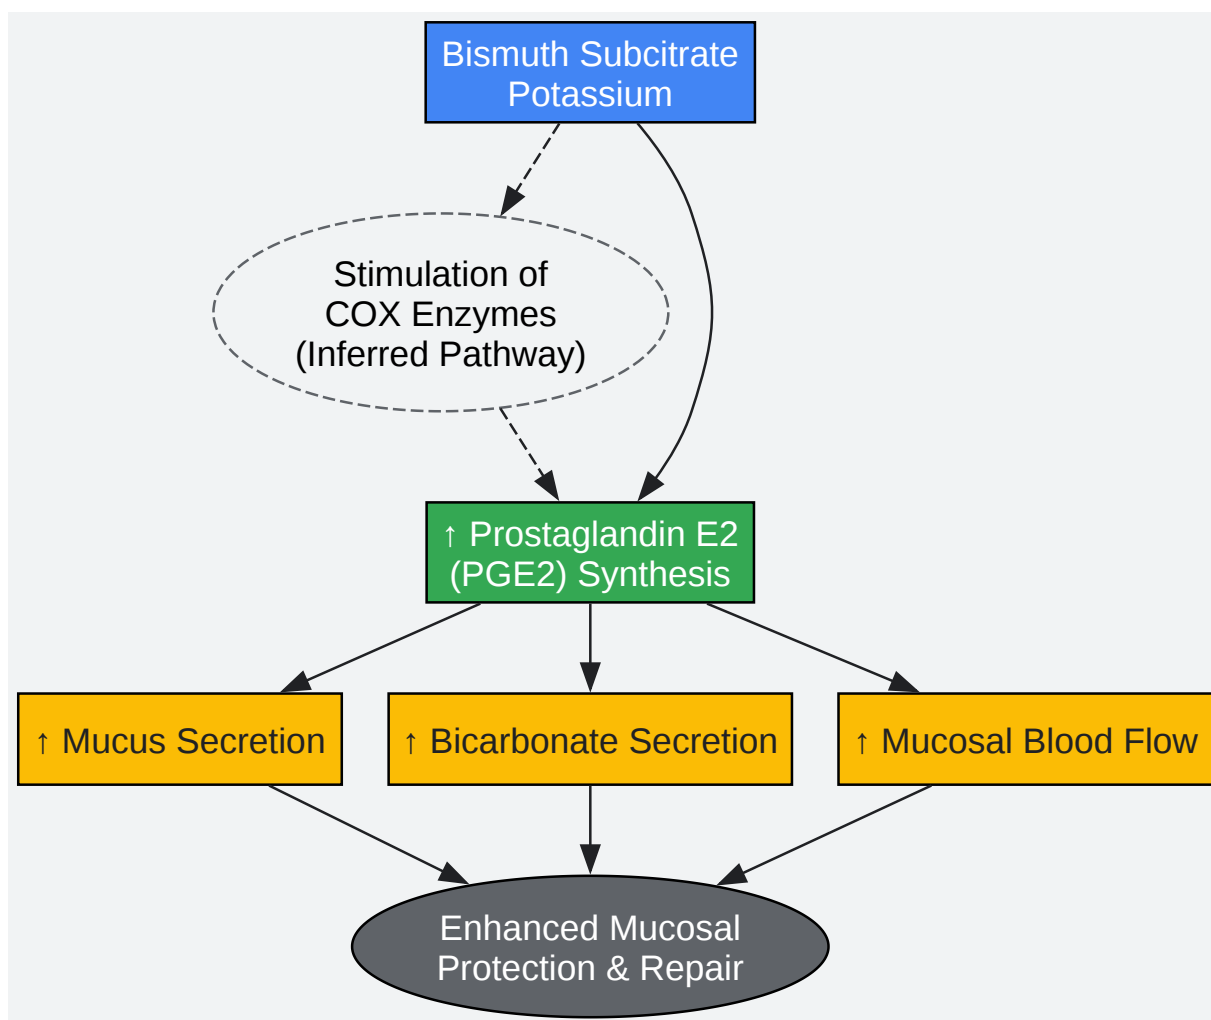 Bismuth Subcitrate
Potassium
Stimulation of
COX Enzymes
(Inferred Pathway)
↑ Prostaglandin E2
(PGE2) Synthesis
↑ Mucus Secretion
↑ Bicarbonate Secretion
↑ Mucosal Blood Flow
Enhanced Mucosal
Protection & Repair